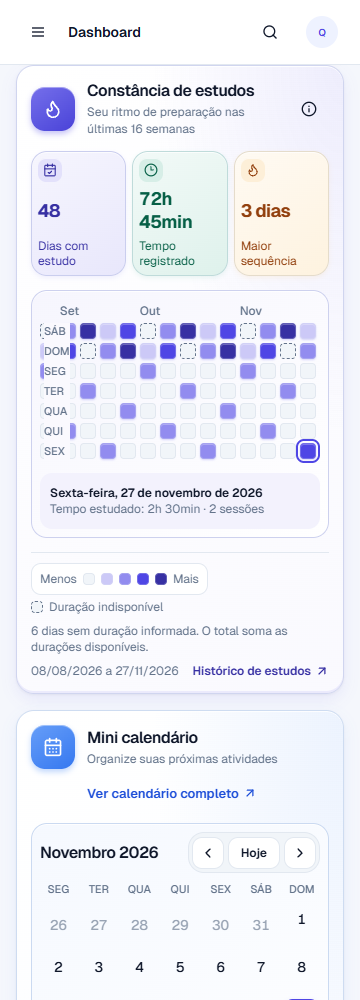 Dashboard
Q
Constância de estudos
Seu ritmo de preparação nas
últimas 16 semanas
48
Dias com
estudo
72h
45min
Tempo
registrado
3 dias
Maior
sequência
Set Out Nov
SÁB
DOM
SEG
TER
QUA
QUI
SEX
Sexta-feira, 27 de novembro de 2026
Tempo estudado: 2h 30min · 2 sessões
Menos Mais
Duração indisponível
6 dias sem duração informada. O total soma as
durações disponíveis.
08/08/2026 a 27/11/2026 Histórico de estudos
Mini calendário
Organize suas próximas atividades
Ver calendário completo
Novembro 2026 Hoje
SEG TER QUA QUI SEX SÁB DOM
26 27 28 29 30 31 1
2 3 4 5 6 7 8